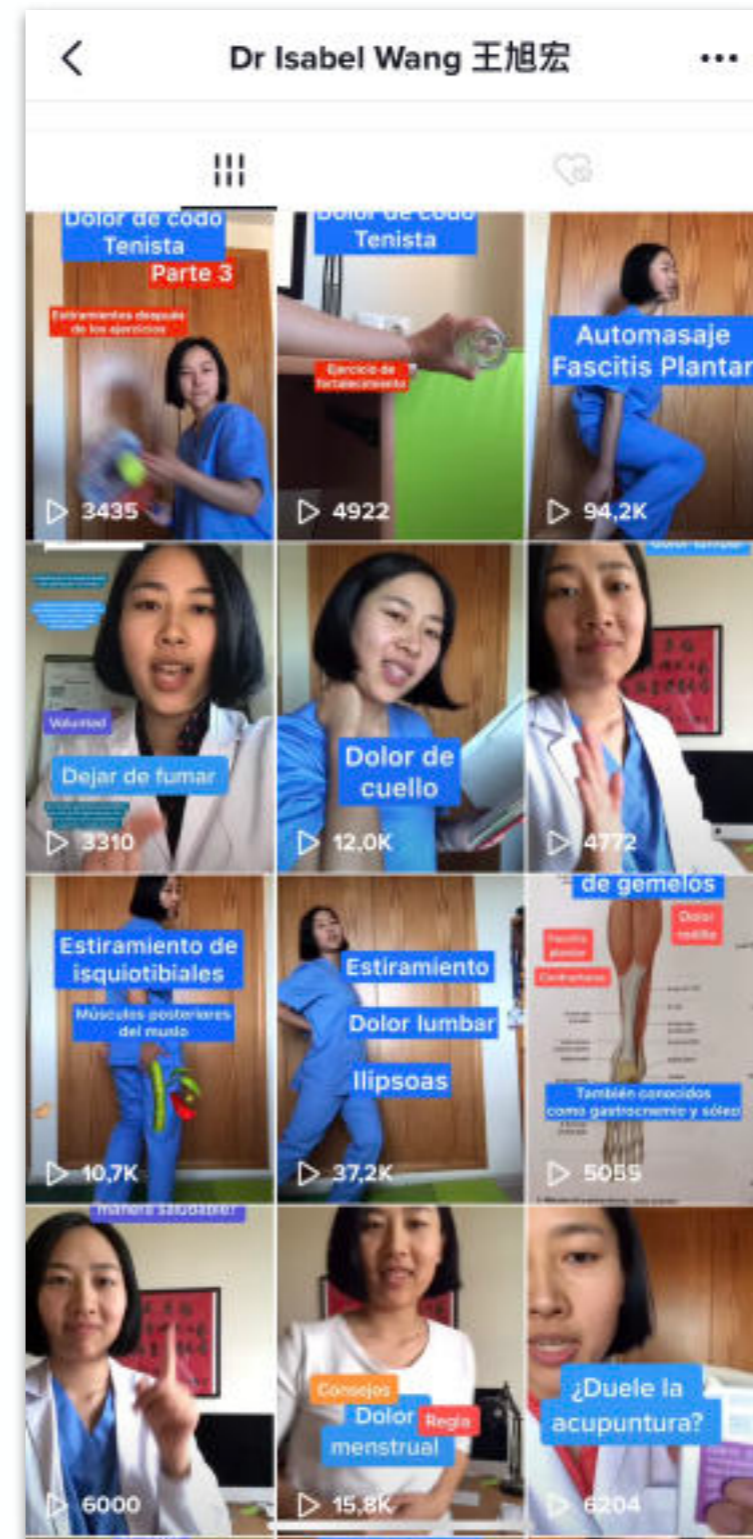 Dr Isabel Wang 王旭宏
Dolor de codo
Tenista
Parte 3
Estiramientos después
de los ejercicios
3435
Dolor de codo
Tenista
Ejercicio de
fortalecimiento
4922
Automasaje
Fascitis Plantar
94,2K
Voluntad
Dejar de fumar
3310
Dolor de
cuello
12,0K
4772
Estiramiento de
isquiotibiales
Músculos posteriores
del muslo
10,7K
Estiramiento
Dolor lumbar
Ilipsoas
37,2K
de gemelos
Dolor
rodilla
Fascitis
plantar
Contracturas
También conocidos
como gastrocnemio y sóleo
5055
manera saludable?
6000
Consejos
Dolor
Regla
menstrual
15,8K
¿Duele la
acupuntura?
6204